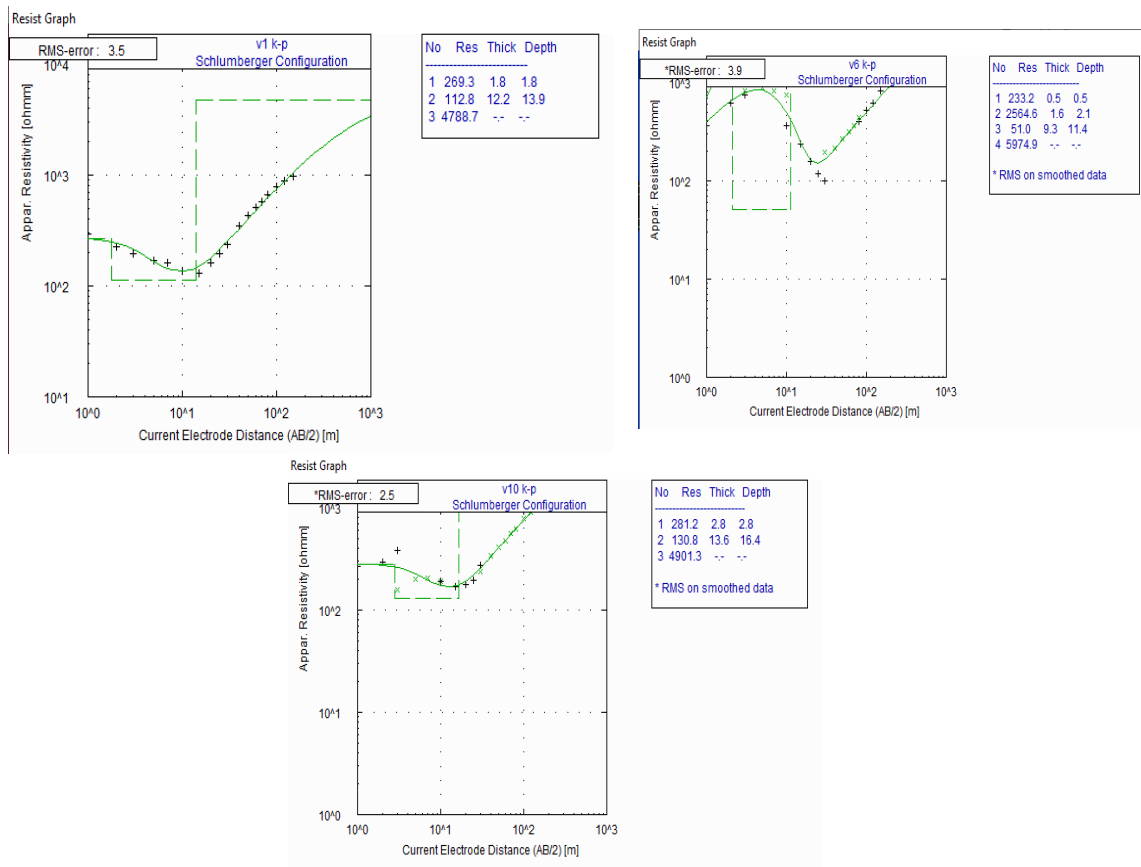 Resist Graph
RMS-error : 3.5
v1 k-p
Schlumberger Configuration
Appar. Resistivity [ohmm]
10^4
10^3
10^2
10^1
10^0 10^1 10^2 10^3
Current Electrode Distance (AB/2) [m]
No Res Thick Depth
--------------------------
1 269.3 1.8 1.8
2 112.8 12.2 13.9
3 4788.7 -.- -.-
Resist Graph
*RMS-error : 3.9
v6 k-p
Schlumberger Configuration
Appar. Resistivity [ohmm]
10^3
10^2
10^1
10^0
10^0 10^1 10^2 10^3
Current Electrode Distance (AB/2) [m]
No Res Thick Depth
--------------------------
1 233.2 0.5 0.5
2 2564.6 1.6 2.1
3 51.0 9.3 11.4
4 5974.9 -.- -.-
* RMS on smoothed data
Resist Graph
*RMS-error : 2.5
v10 k-p
Schlumberger Configuration
Appar. Resistivity [ohmm]
10^3
10^2
10^1
10^0
10^0 10^1 10^2 10^3
Current Electrode Distance (AB/2) [m]
No Res Thick Depth
--------------------------
1 281.2 2.8 2.8
2 130.8 13.6 16.4
3 4901.3 -.- -.-
* RMS on smoothed data